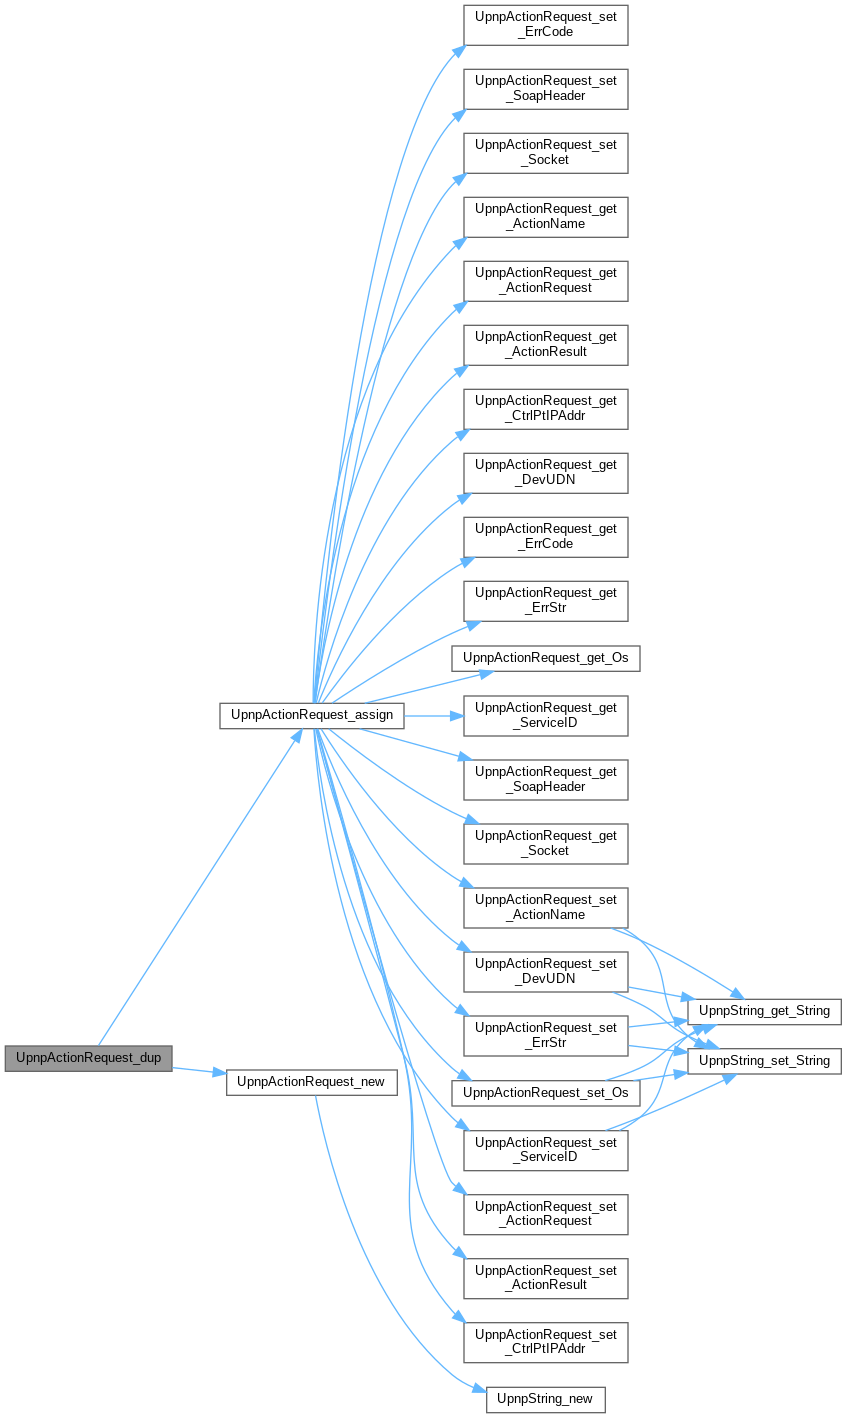 UpnpActionRequest_set
_ErrCode
UpnpActionRequest_set
_SoapHeader
UpnpActionRequest_set
_Socket
UpnpActionRequest_get
_ActionName
UpnpActionRequest_get
_ActionRequest
UpnpActionRequest_get
_ActionResult
UpnpActionRequest_get
_CtrlPtIPAddr
UpnpActionRequest_get
_DevUDN
UpnpActionRequest_get
_ErrCode
UpnpActionRequest_get
_ErrStr
UpnpActionRequest_get_Os
UpnpActionRequest_assign
UpnpActionRequest_get
_ServiceID
UpnpActionRequest_get
_SoapHeader
UpnpActionRequest_get
_Socket
UpnpActionRequest_set
_ActionName
UpnpActionRequest_set
_DevUDN
UpnpString_get_String
UpnpActionRequest_set
_ErrStr
UpnpString_set_String
UpnpActionRequest_dup
UpnpActionRequest_new
UpnpActionRequest_set_Os
UpnpActionRequest_set
_ServiceID
UpnpActionRequest_set
_ActionRequest
UpnpActionRequest_set
_ActionResult
UpnpActionRequest_set
_CtrlPtIPAddr
UpnpString_new